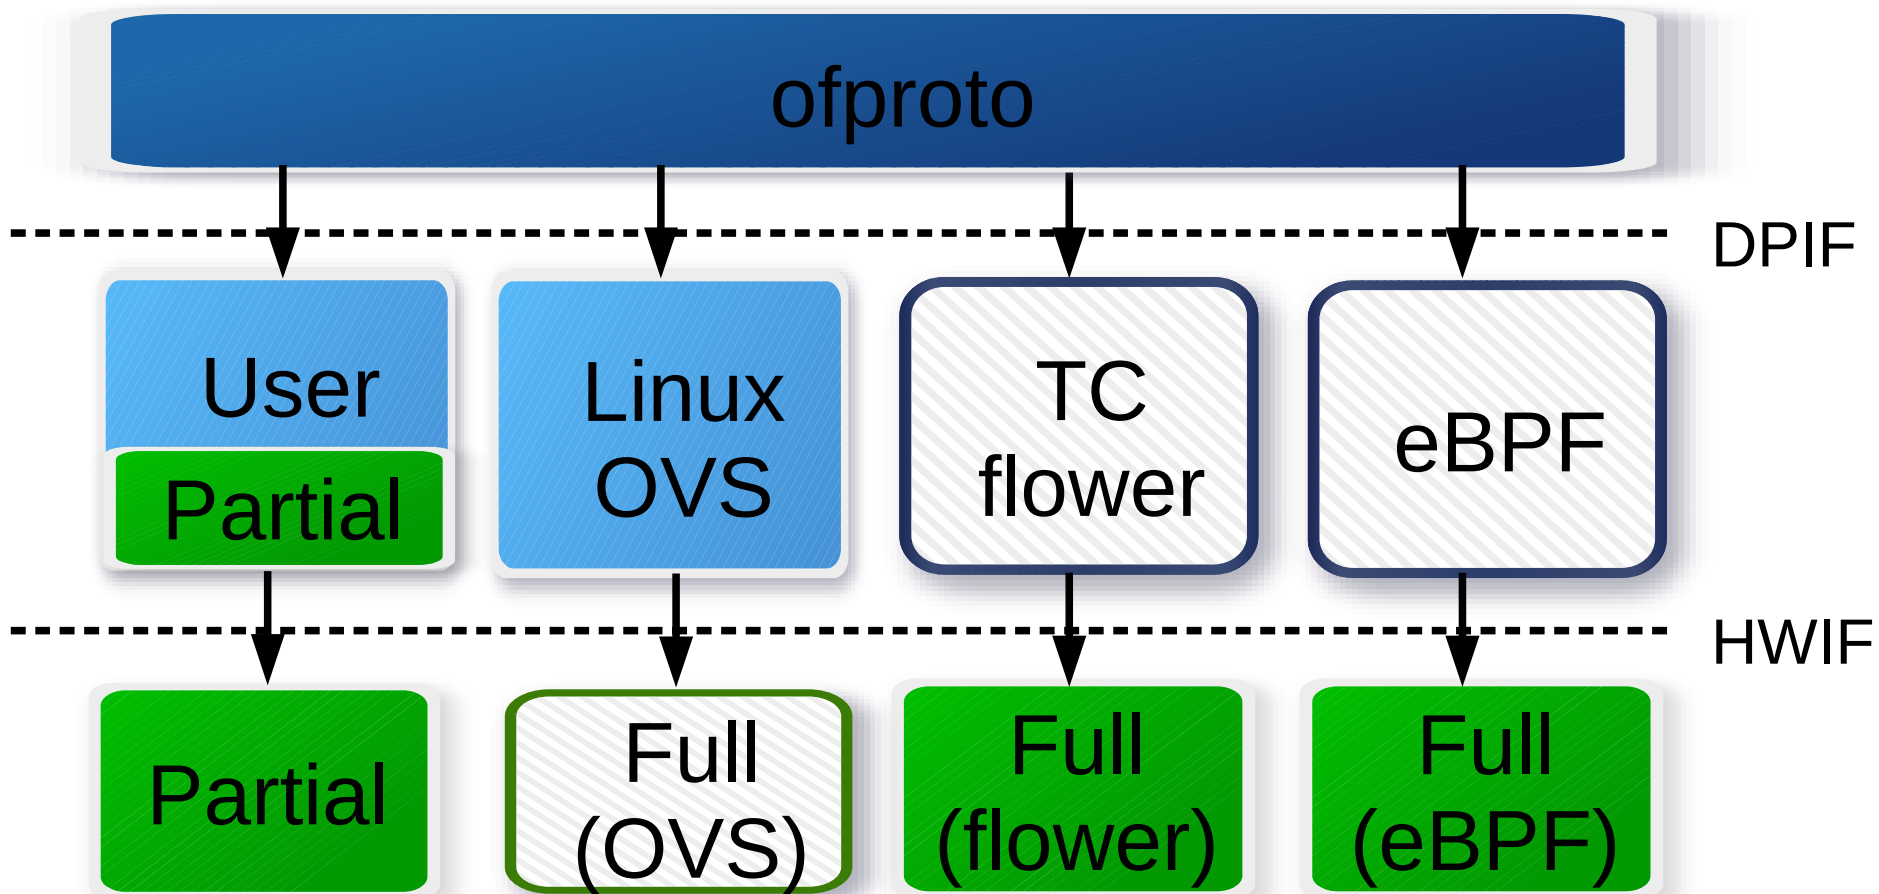 ofproto
DPIF
User
Partial
Linux
OVS
TC
flower
eBPF
HWIF
Partial
Full
(OVS)
Full
(flower)
Full
(eBPF)